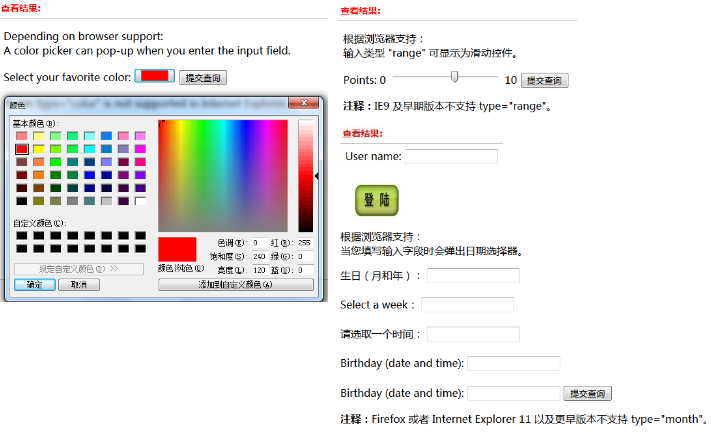 查看结果:
Depending on browser support:
A color picker can pop-up when you enter the input field.
Select your favorite color: 提交查询
颜色
基本颜色(B):
自定义颜色(C):
规定自定义颜色(D) >>
确定 取消
颜色|纯色(O)
色调(E): 0 红(R): 255
饱和度(S): 240 绿(G): 0
亮度(L): 120 蓝(U): 0
添加到自定义颜色(A)
查看结果:
根据浏览器支持：
输入类型 "range" 可显示为滑动控件。
Points: 0 10 提交查询
注释：IE9 及早期版本不支持 type="range"。
查看结果:
User name:
登 陆
根据浏览器支持：
当您填写输入字段时会弹出日期选择器。
生日（月和年）：
Select a week：
请选取一个时间：
Birthday (date and time):
Birthday (date and time): 提交查询
注释：Firefox 或者 Internet Explorer 11 以及更早版本不支持 type="month"。